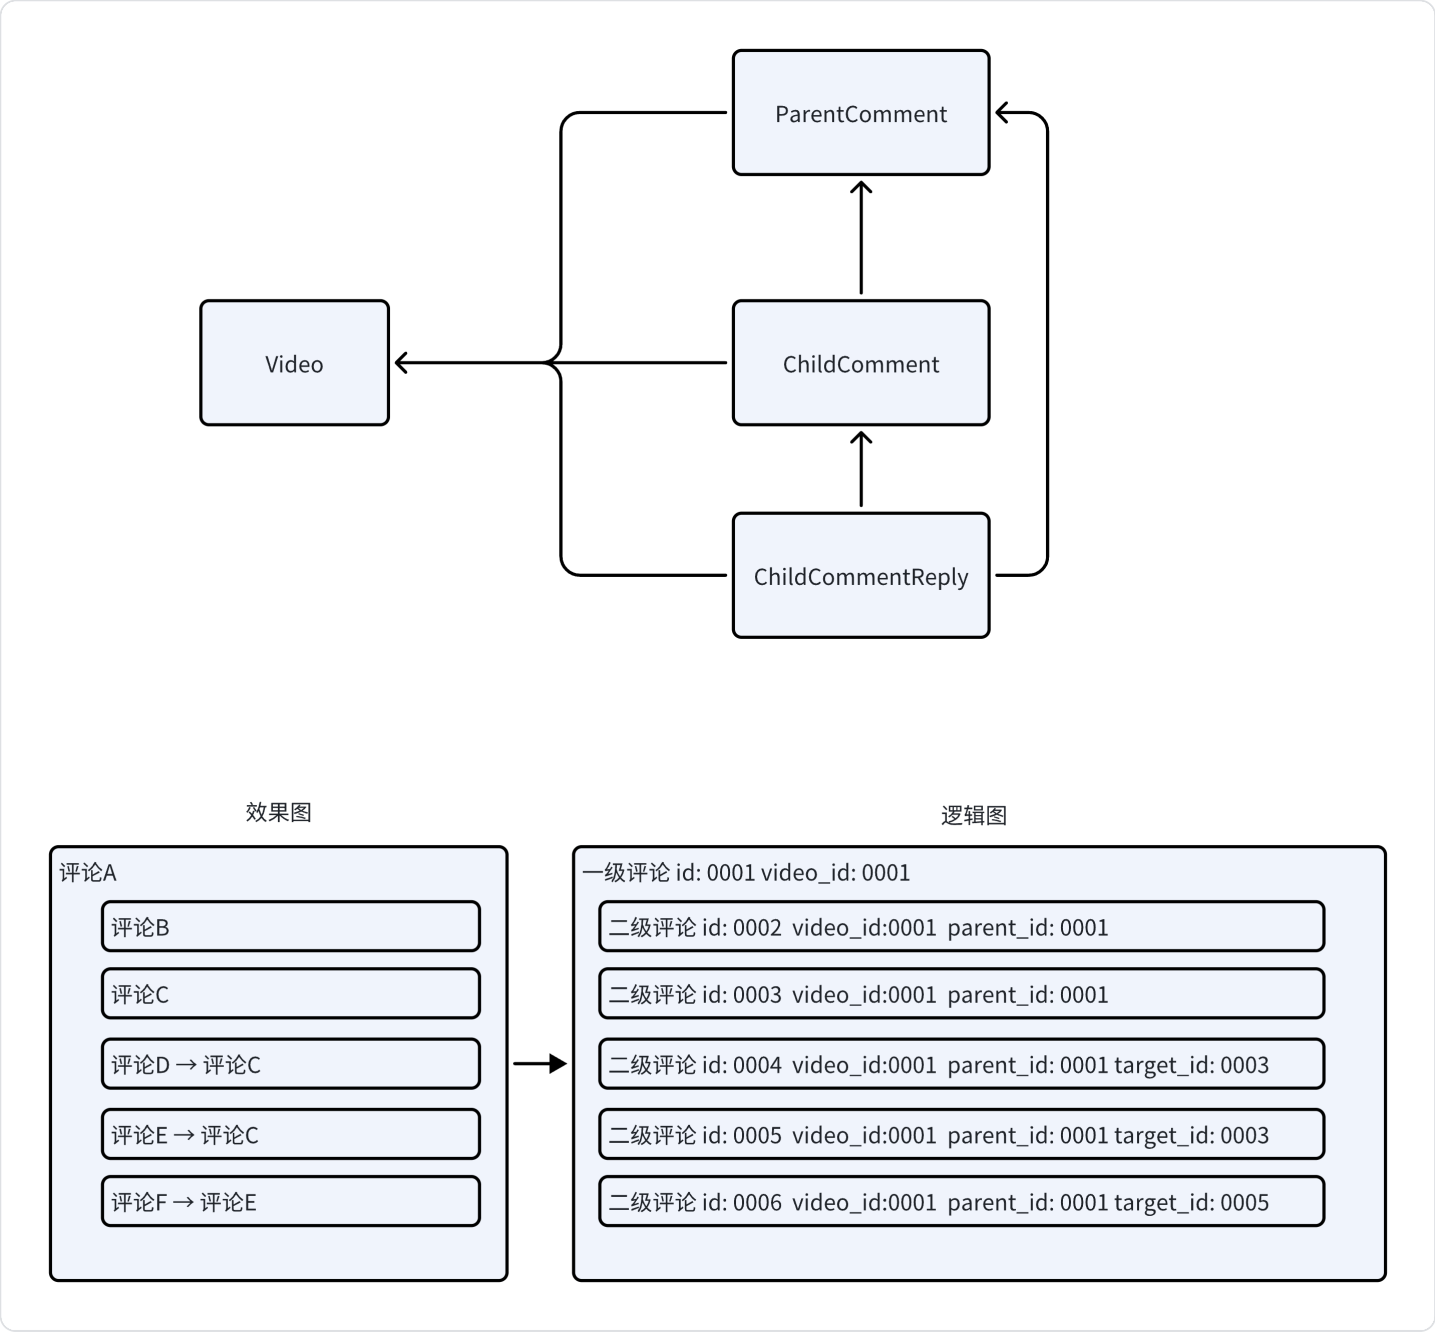 ParentComment
Video
ChildComment
ChildCommentReply
效果图
逻辑图
评论A
评论B
评论C
评论D → 评论C
评论E → 评论C
评论F → 评论E
一级评论 id: 0001 video_id: 0001
二级评论 id: 0002 video_id:0001 parent_id: 0001
二级评论 id: 0003 video_id:0001 parent_id: 0001
二级评论 id: 0004 video_id:0001 parent_id: 0001 target_id: 0003
二级评论 id: 0005 video_id:0001 parent_id: 0001 target_id: 0003
二级评论 id: 0006 video_id:0001 parent_id: 0001 target_id: 0005